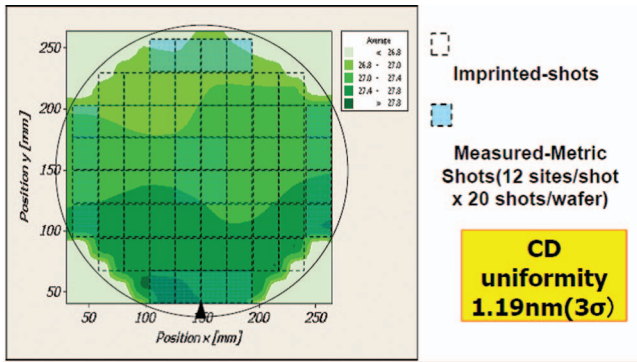 Position y [mm]
250
200
150
100
50
50
100
150
200
250
Position x [mm]
Average
< 26.8
26.8 - 27.0
27.0 - 27.4
27.4 - 27.8
> 27.8
Imprinted-shots
Measured-Metric
Shots(12 sites/shot
x 20 shots/wafer)
CD
uniformity
1.19nm(3σ)